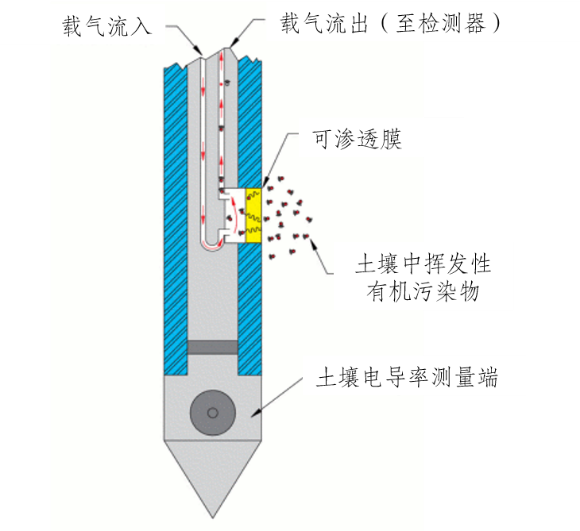 载气流入
载气流出（至检测器）
可渗透膜
土壤中挥发性
有机污染物
土壤电导率测量端